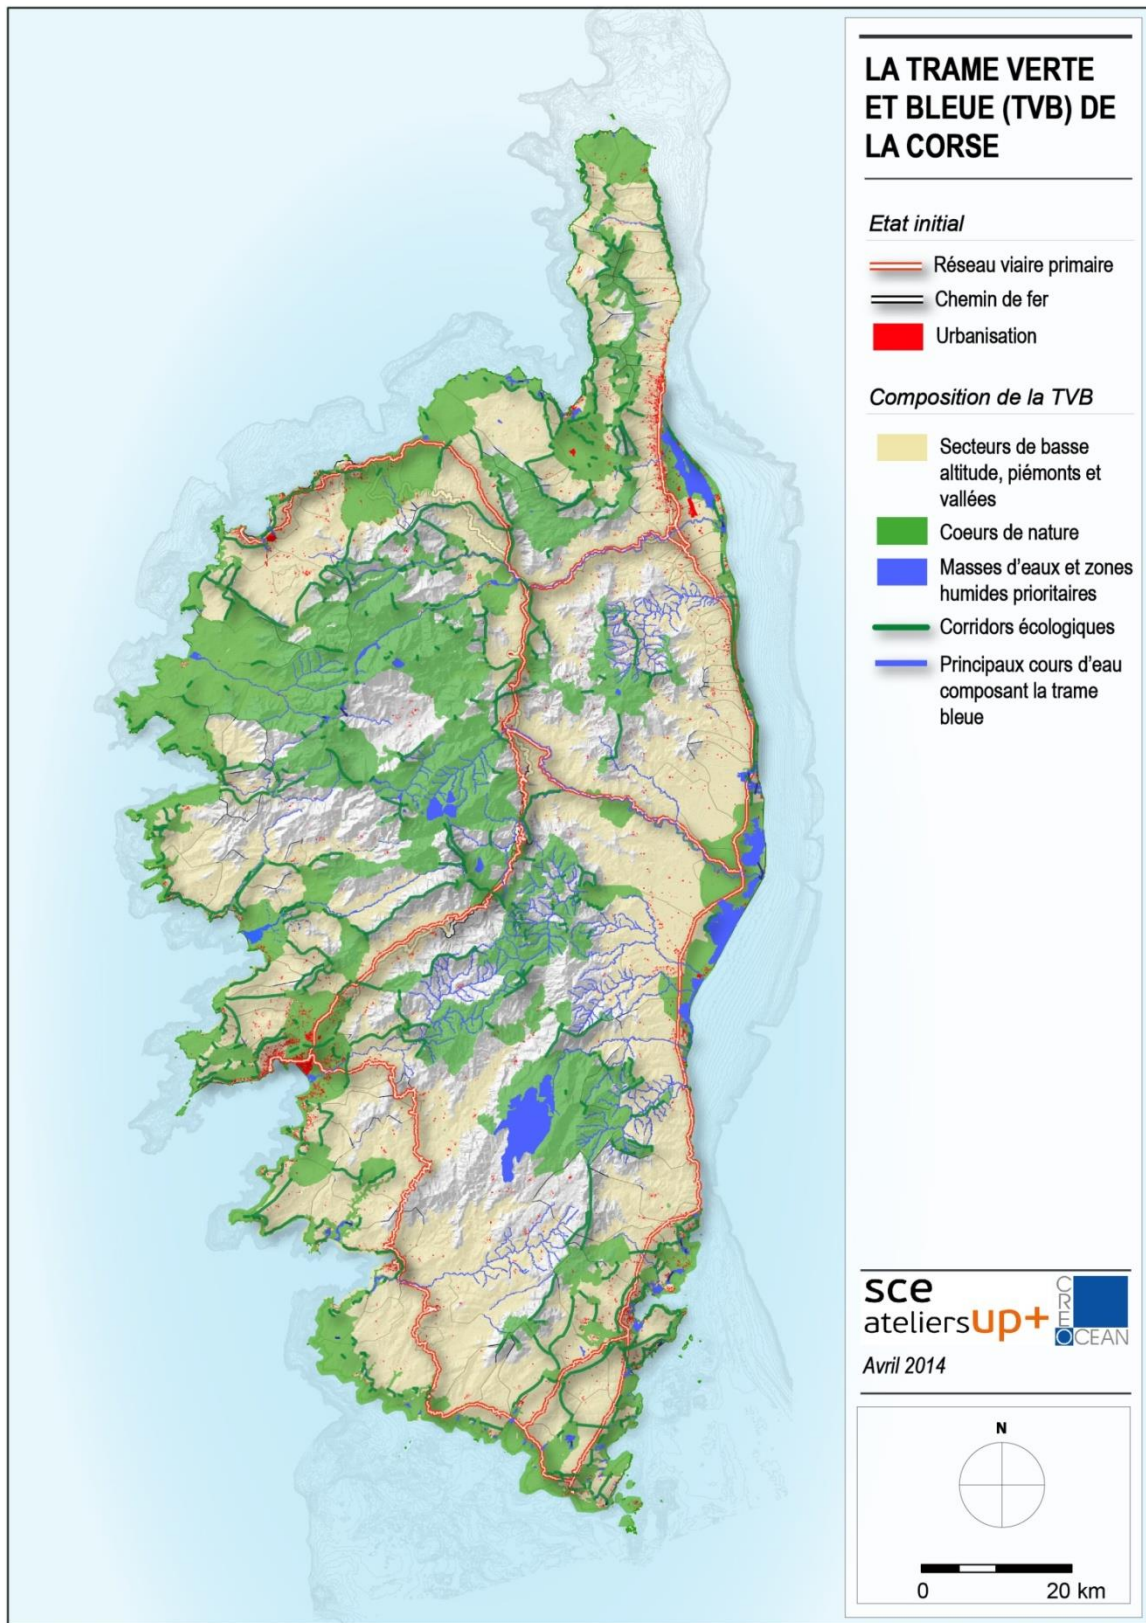 LA TRAME VERTE
ET BLEUE (TVB) DE
LA CORSE
Etat initial
Réseau viaire primaire
Chemin de fer
Urbanisation
Composition de la TVB
Secteurs de basse
altitude, piémonts et
vallées
Coeurs de nature
Masses d'eaux et zones
humides prioritaires
Corridors écologiques
Principaux cours d'eau
composant la trame
bleue
sce
ateliersup+
CREOCEAN
Avril 2014
N
0 20 km